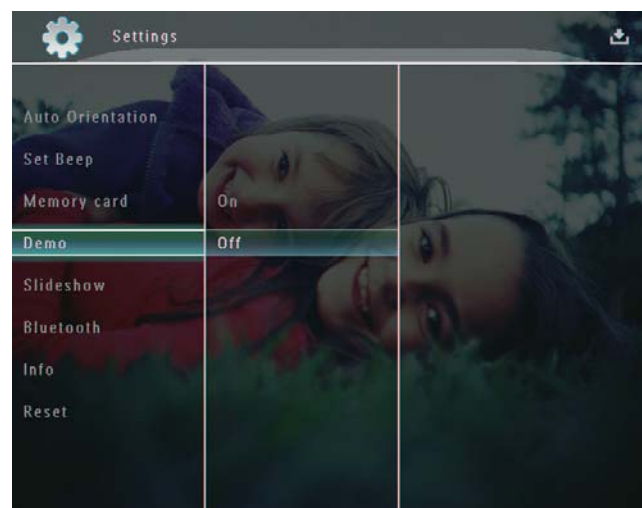 Settings
Auto Orientation
Set Beep
Memory card
On
Demo
Off
Slideshow
Bluetooth
Info
Reset